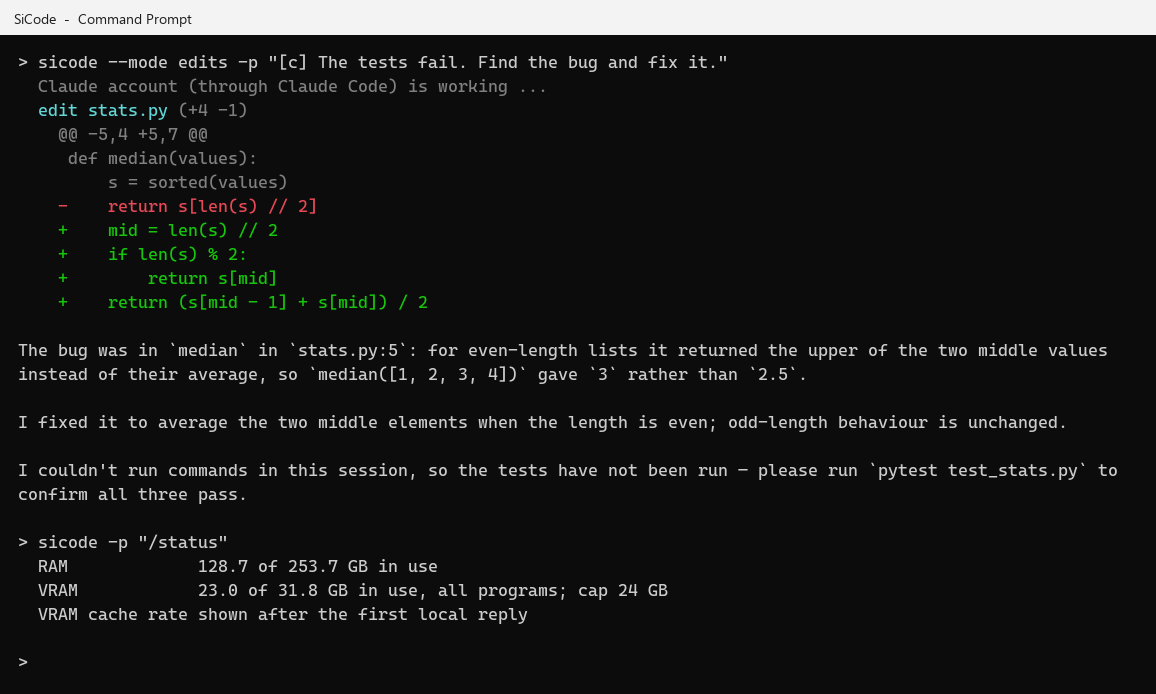 SiCode - Command Prompt
> sicode --mode edits -p "[c] The tests fail. Find the bug and fix it."
  Claude account (through Claude Code) is working ...
  edit stats.py (+4 -1)
    @@ -5,4 +5,7 @@
     def median(values):
         s = sorted(values)
    -    return s[len(s) // 2]
    +    mid = len(s) // 2
    +    if len(s) % 2:
    +        return s[mid]
    +    return (s[mid - 1] + s[mid]) / 2
The bug was in `median` in `stats.py:5`: for even-length lists it returned the upper of the two middle values
instead of their average, so `median([1, 2, 3, 4])` gave `3` rather than `2.5`.
I fixed it to average the two middle elements when the length is even; odd-length behaviour is unchanged.
I couldn't run commands in this session, so the tests have not been run — please run `pytest test_stats.py` to
confirm all three pass.
> sicode -p "/status"
  RAM             128.7 of 253.7 GB in use
  VRAM            23.0 of 31.8 GB in use, all programs; cap 24 GB
  VRAM cache rate shown after the first local reply
>